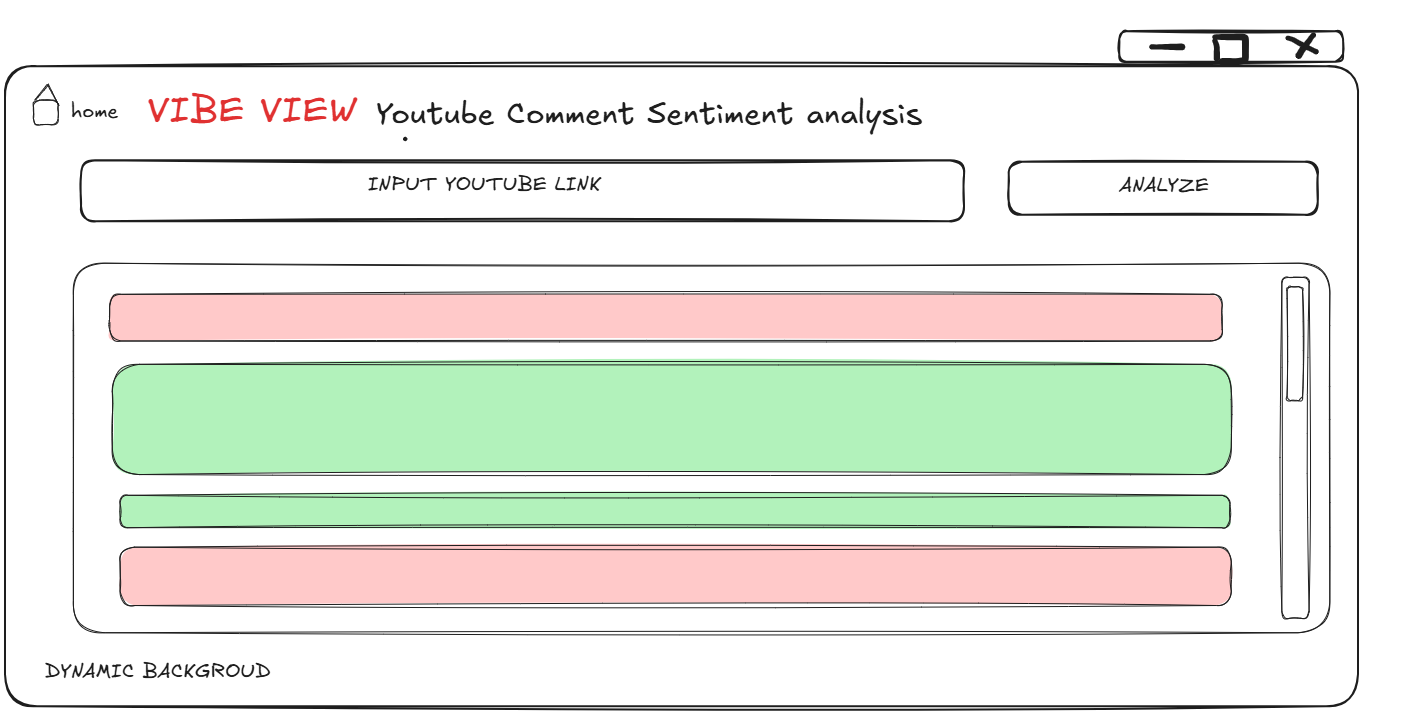 home VIBE VIEW Youtube Comment Sentiment analysis
INPUT YOUTUBE LINK
ANALYZE
DYNAMIC BACKGROUD